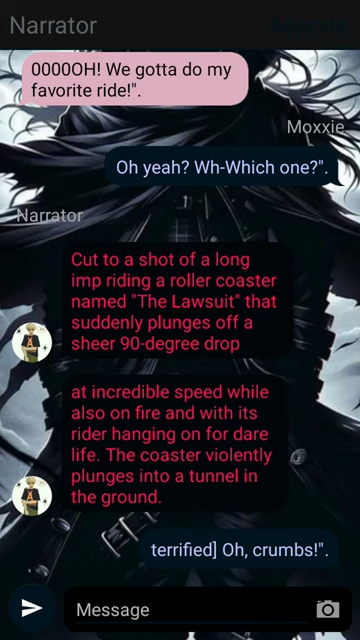 Narrator
0000OH! We gotta do my
favorite ride!".
Moxxie
Oh yeah? Wh-Which one?".
Narrator
Cut to a shot of a long
imp riding a roller coaster
named "The Lawsuit" that
suddenly plunges off a
sheer 90-degree drop
at incredible speed while
also on fire and with its
rider hanging on for dare
life. The coaster violently
plunges into a tunnel in
the ground.
terrified] Oh, crumbs!".
Message